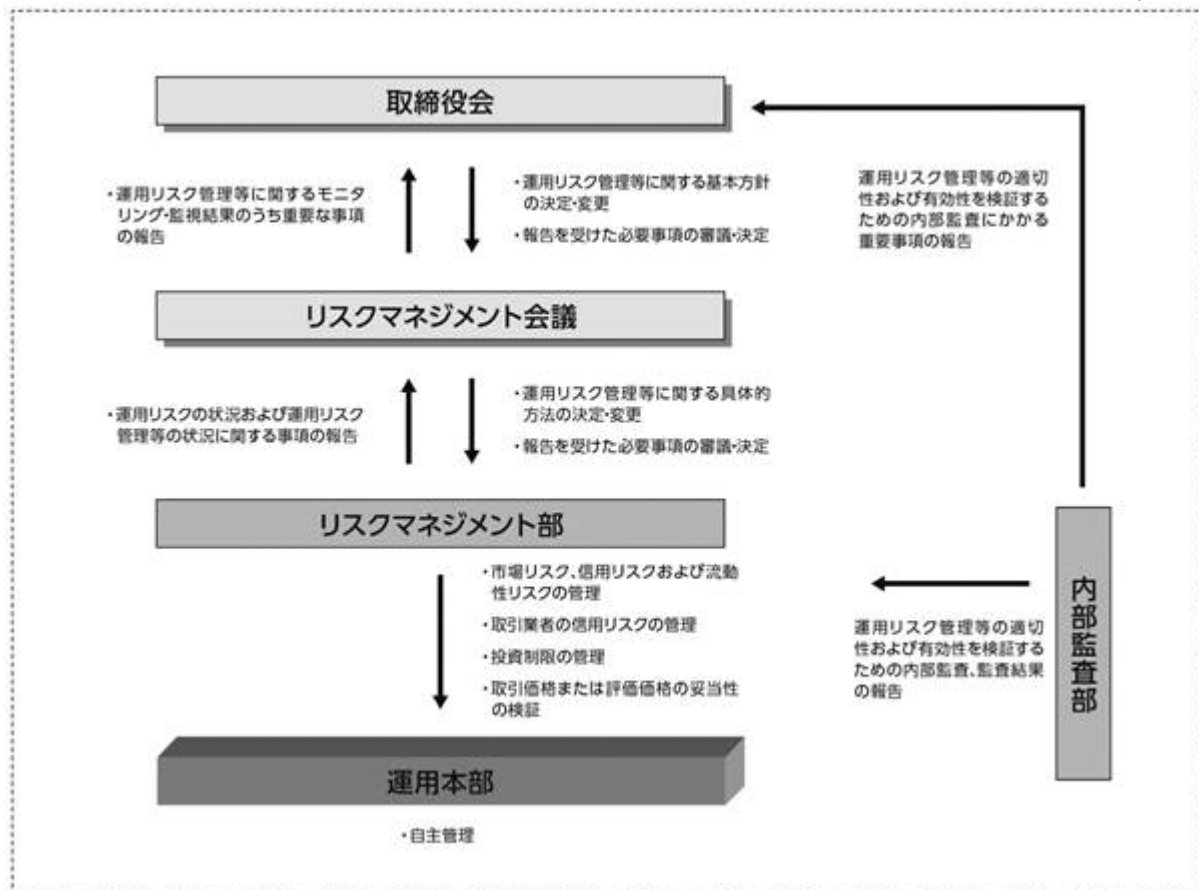 取締役会
・運用リスク管理等に関するモニタ
リング・監視結果のうち重要な事項
の報告
・運用リスク管理等に関する基本方針
の決定・変更
・報告を受けた必要事項の審議・決定
運用リスク管理等の適切
性および有効性を検証す
るための内部監査にかかる
重要事項の報告
リスクマネジメント会議
・運用リスクの状況および運用リスク
管理等の状況に関する事項の報告
・運用リスク管理等に関する具体的
方法の決定・変更
・報告を受けた必要事項の審議・決定
リスクマネジメント部
・市場リスク、信用リスクおよび流動
性リスクの管理
・取引業者の信用リスクの管理
・投資制限の管理
・取引価格または評価価格の妥当性
の検証
運用リスク管理等の適切
性および有効性を検証する
ための内部監査、監査結果
の報告
内部監査部
運用本部
・自主管理